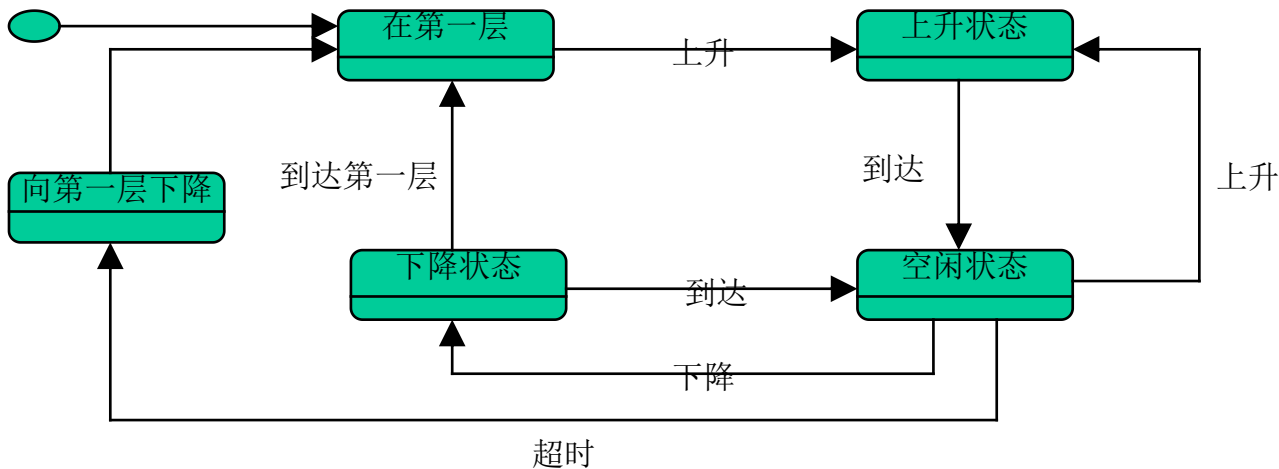 在第一层
上升状态
上升
到达第一层
到达
上升
向第一层下降
下降状态
到达
空闲状态
下降
超时